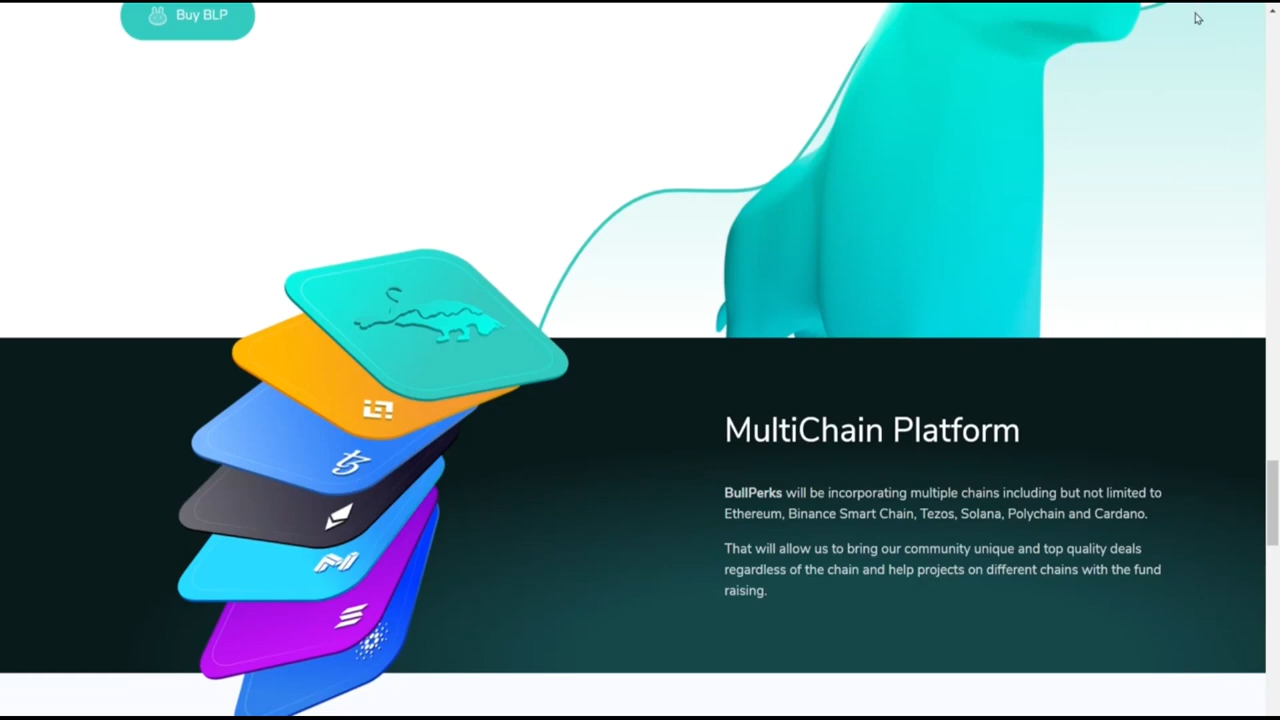 Buy BLP
MultiChain Platform
BullPerks will be incorporating multiple chains including but not limited to
Ethereum, Binance Smart Chain, Tezos, Solana, Polychain and Cardano.
That will allow us to bring our community unique and top quality deals
regardless of the chain and help projects on different chains with the fund
raising.